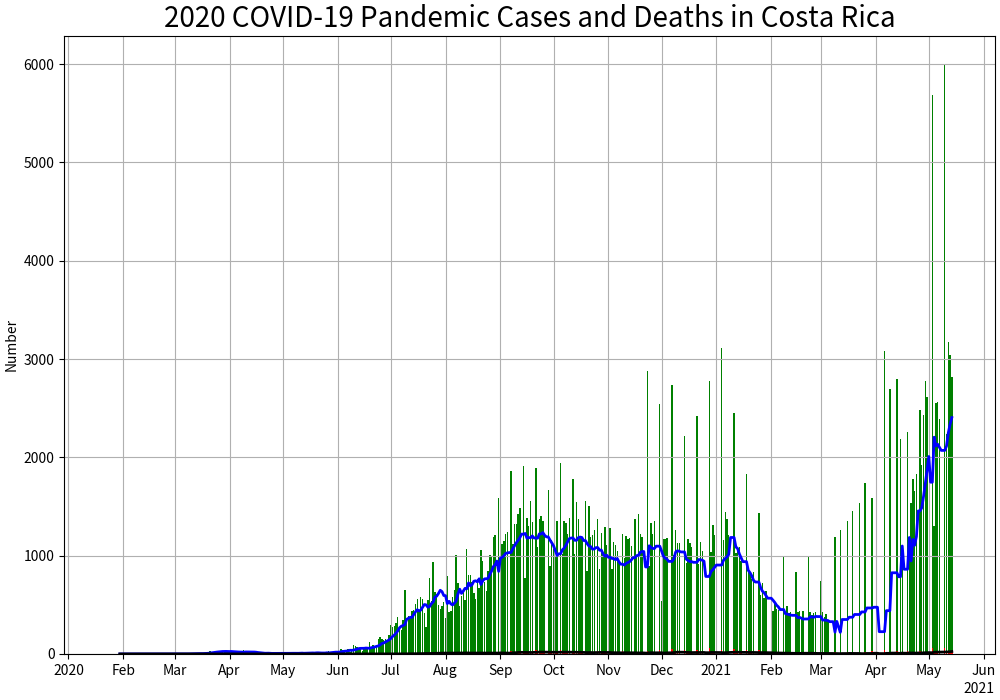 2020 COVID-19 Pandemic Cases and Deaths in Costa Rica
Number
6000
5000
4000
3000
2000
1000
0
2020 Feb Mar Apr May Jun Jul Aug Sep Oct Nov Dec 2021 Feb Mar Apr May Jun
2021